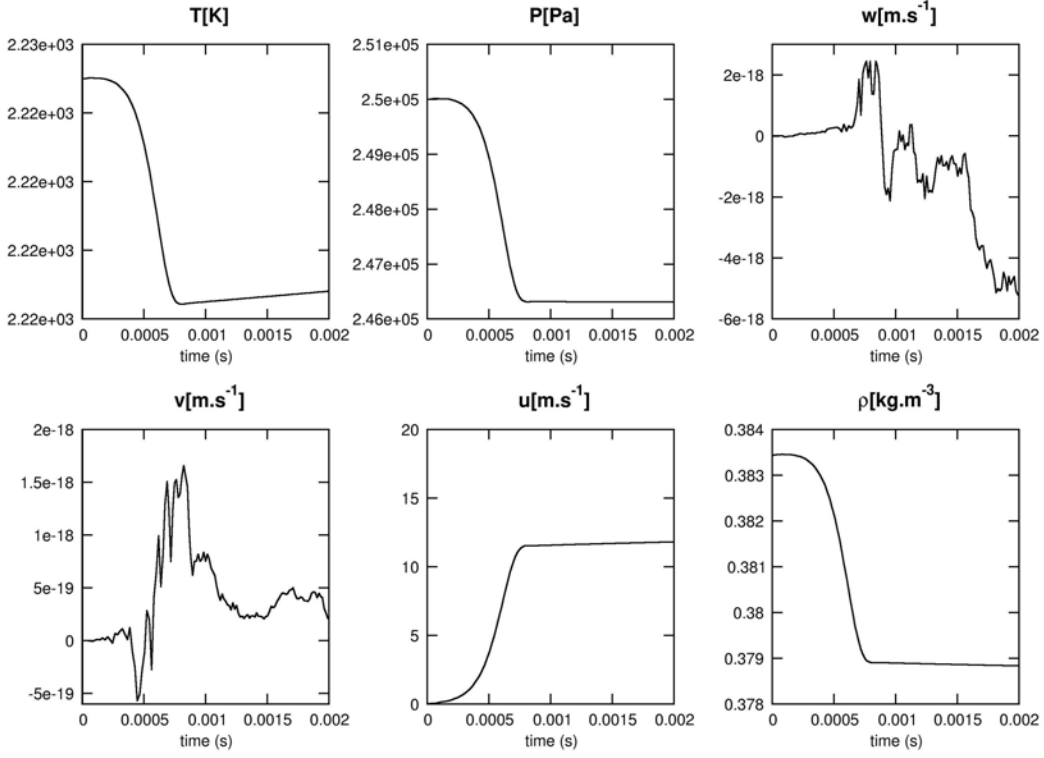 T[K]
P[Pa]
w[m.s-1]
2.23e+03
2.22e+03
2.22e+03
2.22e+03
2.22e+03
0 0.0005 0.001 0.0015 0.002
time (s)
2.51e+05
2.5e+05
2.49e+05
2.48e+05
2.47e+05
2.46e+05
0 0.0005 0.001 0.0015 0.002
time (s)
2e-18
0
-2e-18
-4e-18
-6e-18
0 0.0005 0.001 0.0015 0.002
time (s)
v[m.s-1]
u[m.s-1]
ρ[kg.m-3]
2e-18
1.5e-18
1e-18
5e-19
0
-5e-19
0 0.0005 0.001 0.0015 0.002
time (s)
20
15
10
5
0
0 0.0005 0.001 0.0015 0.002
time (s)
0.384
0.383
0.382
0.381
0.38
0.379
0.378
0 0.0005 0.001 0.0015 0.002
time (s)